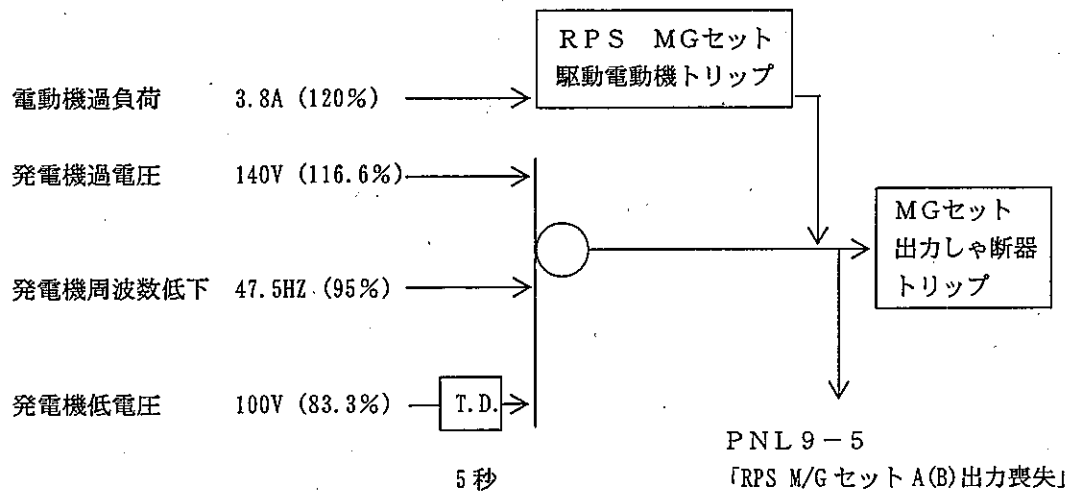 RPS MGセット
駆動電動機トリップ
電動機過負荷 3.8A (120%)
発電機過電圧 140V (116.6%)
MGセット
出力しゃ断器
トリップ
発電機周波数低下 47.5HZ (95%)
発電機低電圧 100V (83.3%) T.D.
5秒
PNL9-5
「RPS M/Gセット A(B)出力喪失」